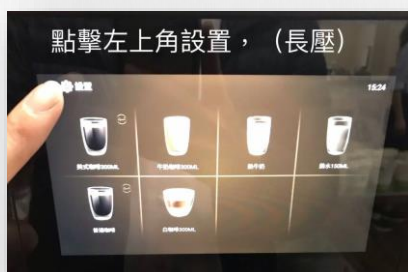 點擊左上角設置，（長壓）
設置
15:24
美式咖啡300ML
牛奶咖啡300ML
熱牛奶
熱水150ML
普通咖啡
白咖啡300ML